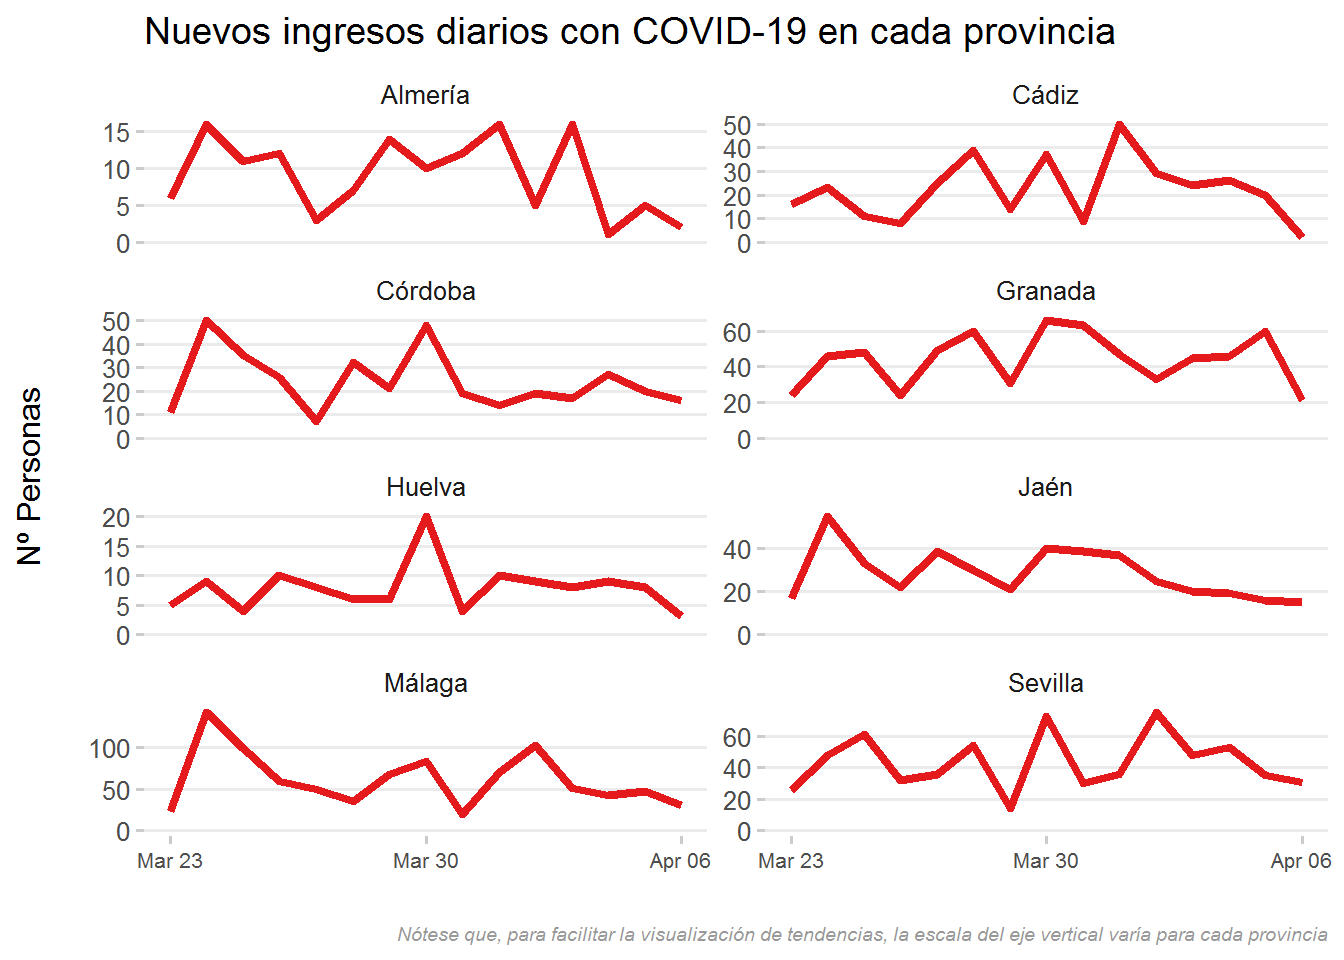 Nuevos ingresos diarios con COVID-19 en cada provincia
Almería
15
10
5
0
Cádiz
50
40
30
20
10
0
Córdoba
50
40
30
20
10
0
Granada
60
40
20
0
Nº Personas
Huelva
20
15
10
5
0
Jaén
40
20
0
Málaga
100
50
0
Sevilla
60
40
20
0
Mar 23 Mar 30 Apr 06
Mar 23 Mar 30 Apr 06
Nótese que, para facilitar la visualización de tendencias, la escala del eje vertical varía para cada provincia